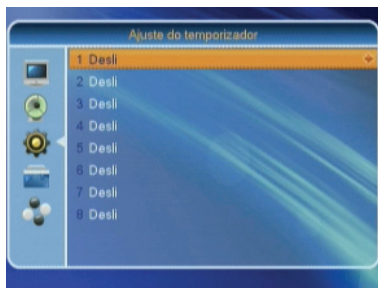 Ajuste do temporizador
1 Desli
2 Desli
3 Desli
4 Desli
5 Desli
6 Desli
7 Desli
8 Desli